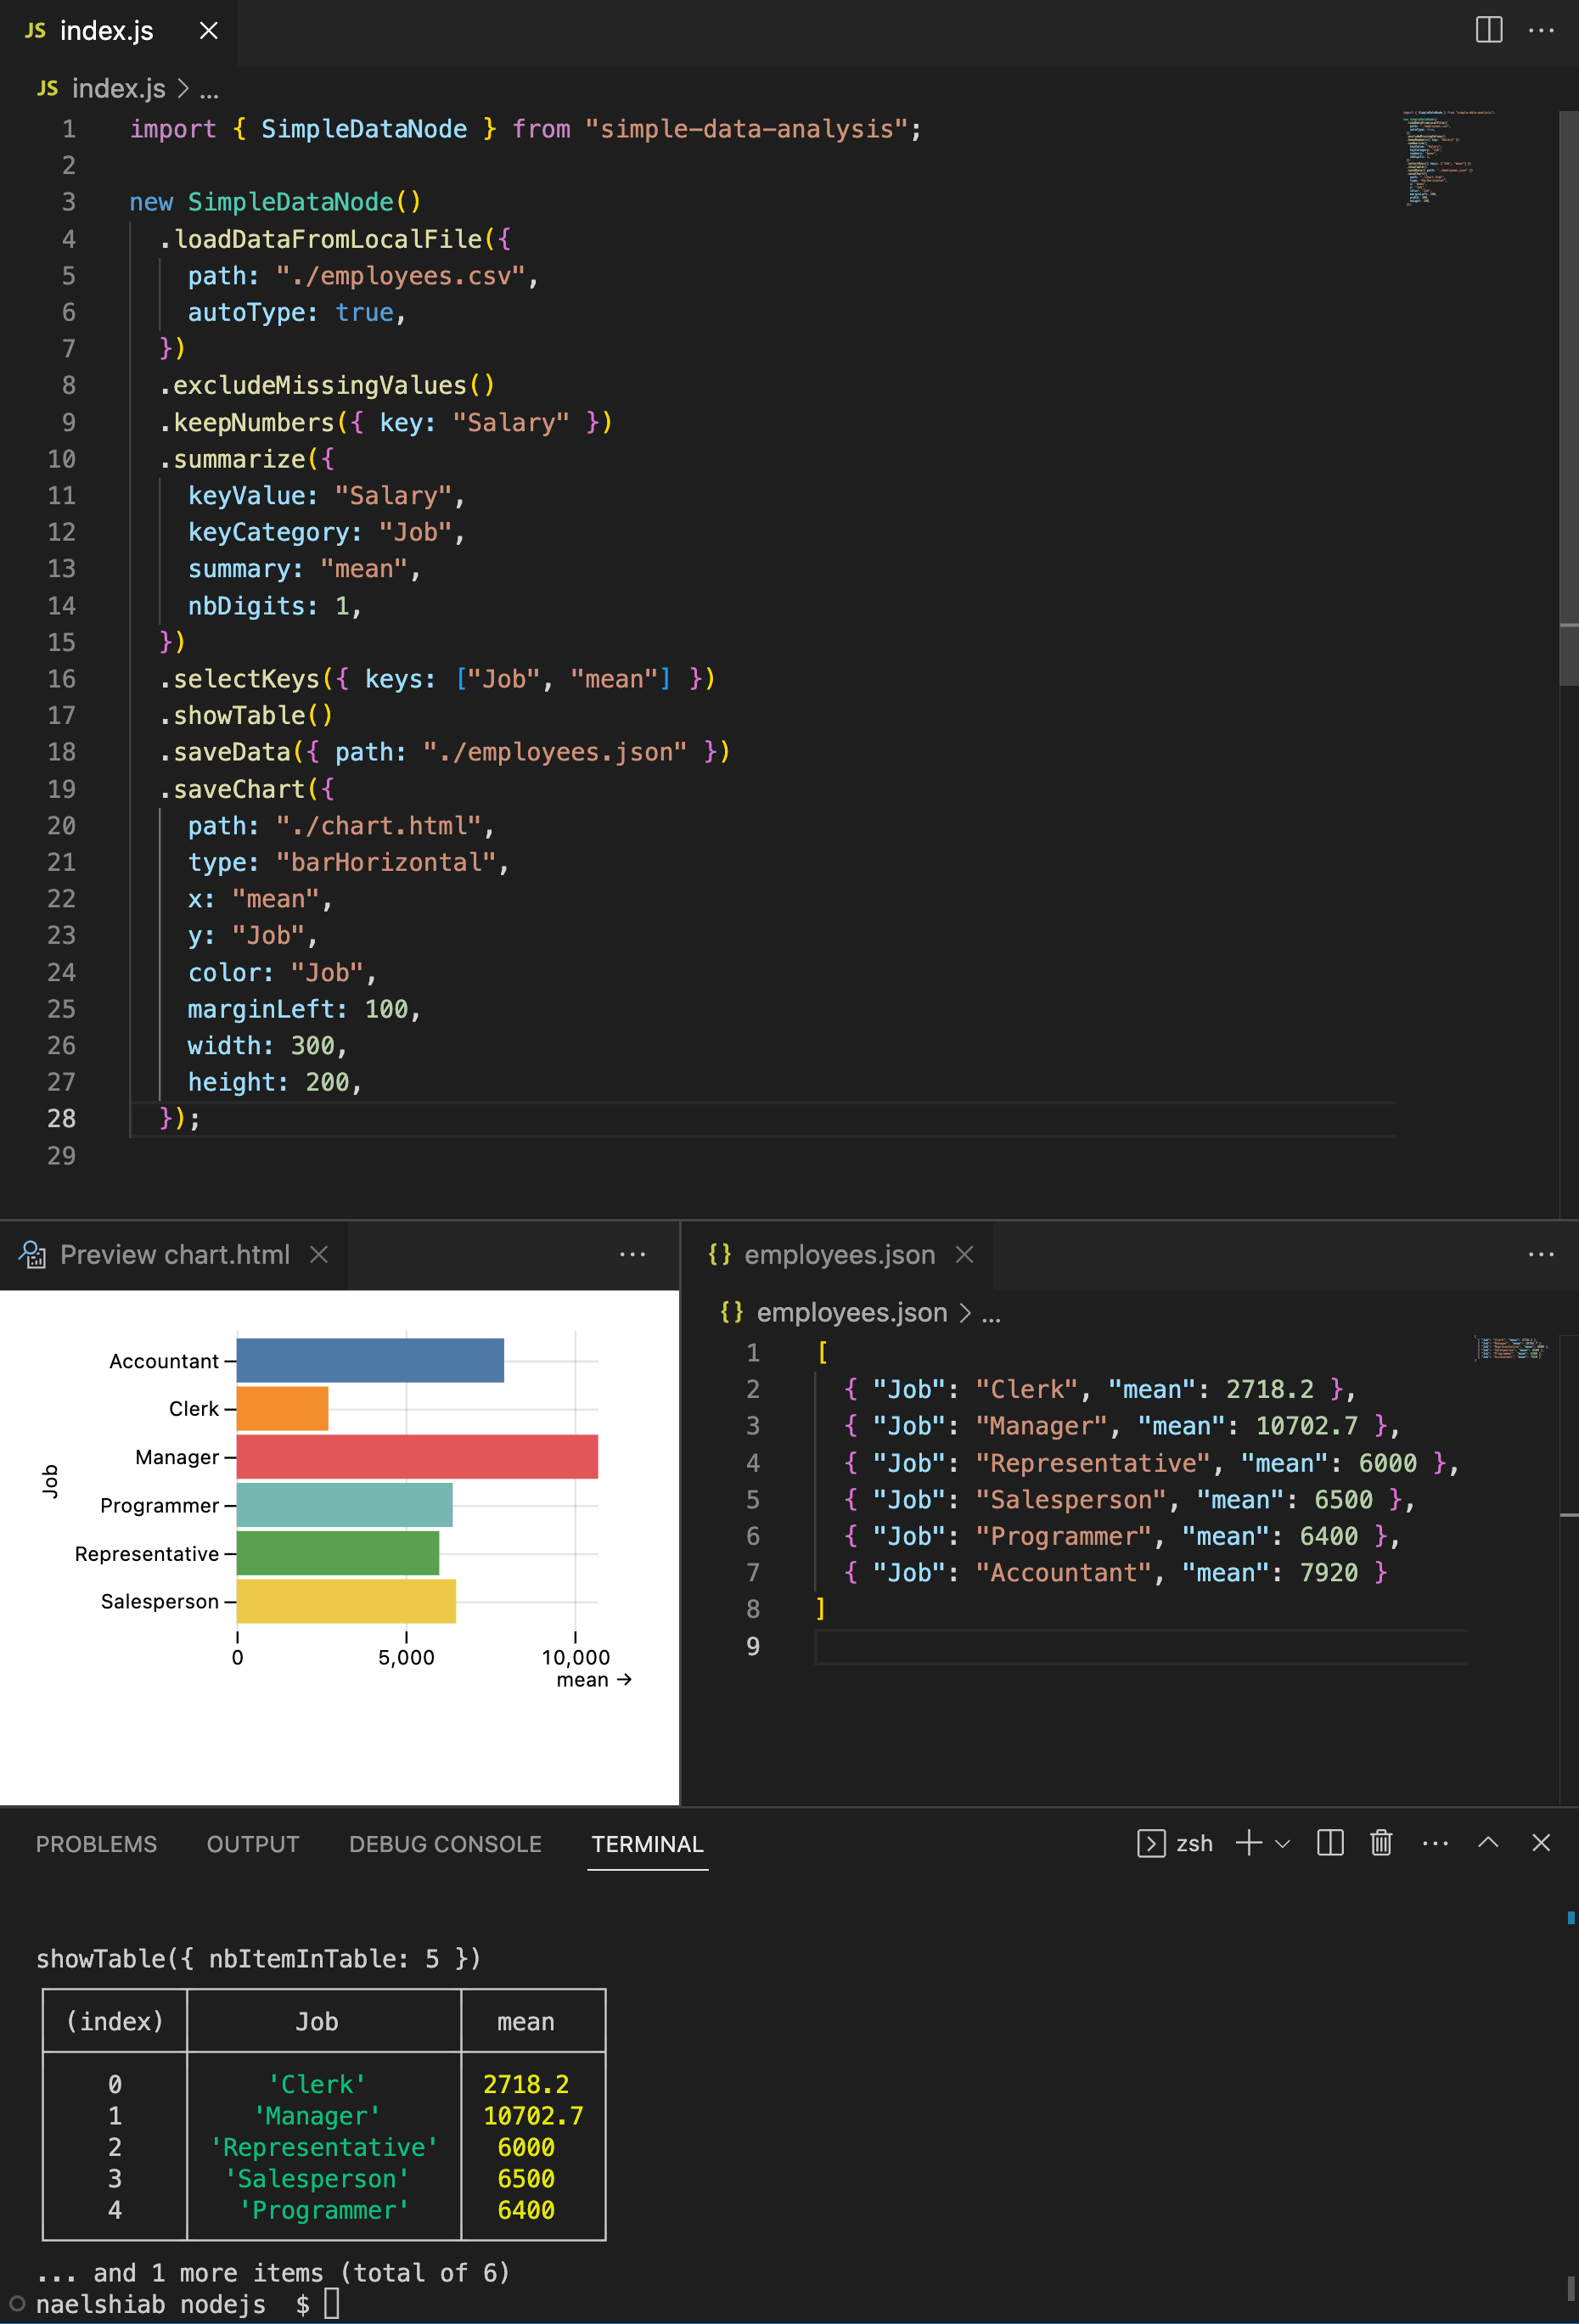 JS index.js
JS index.js > ...
1 import { SimpleDataNode } from "simple-data-analysis";
2
3 new SimpleDataNode()
4   .loadDataFromLocalFile({
5     path: "./employees.csv",
6     autoType: true,
7   })
8   .excludeMissingValues()
9   .keepNumbers({ key: "Salary" })
10   .summarize({
11     keyValue: "Salary",
12     keyCategory: "Job",
13     summary: "mean",
14     nbDigits: 1,
15   })
16   .selectKeys({ keys: ["Job", "mean"] })
17   .showTable()
18   .saveData({ path: "./employees.json" })
19   .saveChart({
20     path: "./chart.html",
21     type: "barHorizontal",
22     x: "mean",
23     y: "Job",
24     color: "Job",
25     marginLeft: 100,
26     width: 300,
27     height: 200,
28   });
29
Preview chart.html
Job
Accountant
Clerk
Manager
Programmer
Representative
Salesperson
0 5,000 10,000
mean →
{} employees.json
{} employees.json > ...
1 [
2   { "Job": "Clerk", "mean": 2718.2 },
3   { "Job": "Manager", "mean": 10702.7 },
4   { "Job": "Representative", "mean": 6000 },
5   { "Job": "Salesperson", "mean": 6500 },
6   { "Job": "Programmer", "mean": 6400 },
7   { "Job": "Accountant", "mean": 7920 }
8 ]
9
PROBLEMS OUTPUT DEBUG CONSOLE TERMINAL zsh
showTable({ nbItemInTable: 5 })
(index) Job mean
0 'Clerk' 2718.2
1 'Manager' 10702.7
2 'Representative' 6000
3 'Salesperson' 6500
4 'Programmer' 6400
... and 1 more items (total of 6)
naelshiab nodejs $